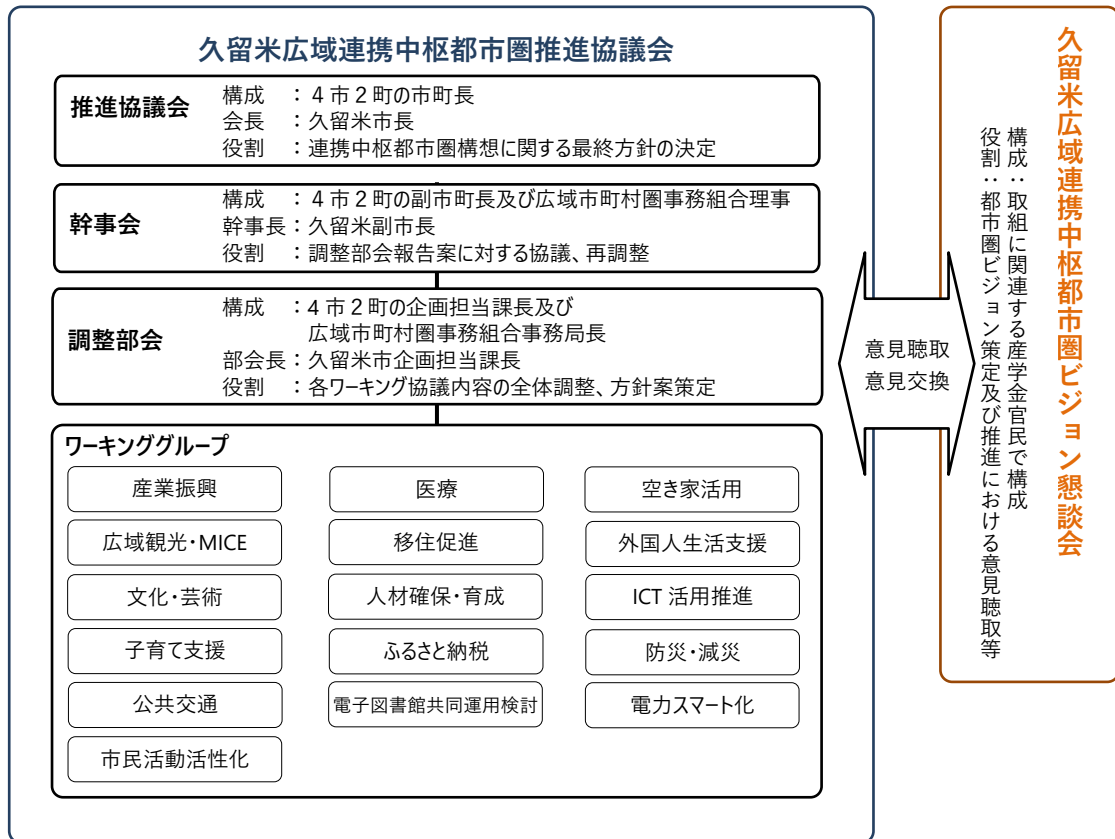 久留米広域連携中枢都市圏推進協議会
推進協議会
構成　：４市２町の市町長
会長　：久留米市長
役割　：連携中枢都市圏構想に関する最終方針の決定
幹事会
構成　：４市２町の副市町長及び広域市町村圏事務組合理事
幹事長：久留米副市長
役割　：調整部会報告案に対する協議、再調整
調整部会
構成　：４市２町の企画担当課長及び
広域市町村圏事務組合事務局長
部会長：久留米市企画担当課長
役割　：各ワーキング協議内容の全体調整、方針案策定
ワーキンググループ
産業振興
医療
空き家活用
広域観光・MICE
移住促進
外国人生活支援
文化・芸術
人材確保・育成
ICT 活用推進
子育て支援
ふるさと納税
防災・減災
公共交通
電子図書館共同運用検討
電力スマート化
市民活動活性化
意見聴取
意見交換
久留米広域連携中枢都市圏ビジョン懇談会
構成：取組に関連する産学金官民で構成
役割：都市圏ビジョン策定及び推進における意見聴取等